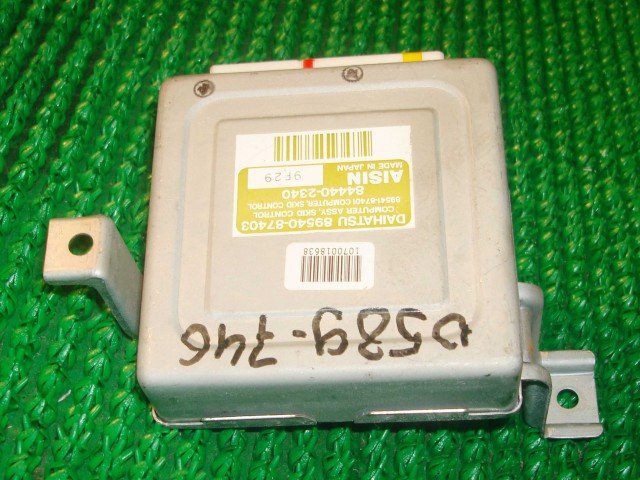 DAIHATSU 89540-87403
COMPUTER ASSY, SKID CONTROL
89541-87401 COMPUTER, SKID CONTROL
84440-2340
AISIN
MADE IN JAPAN
9F29
1070018638
0589-746